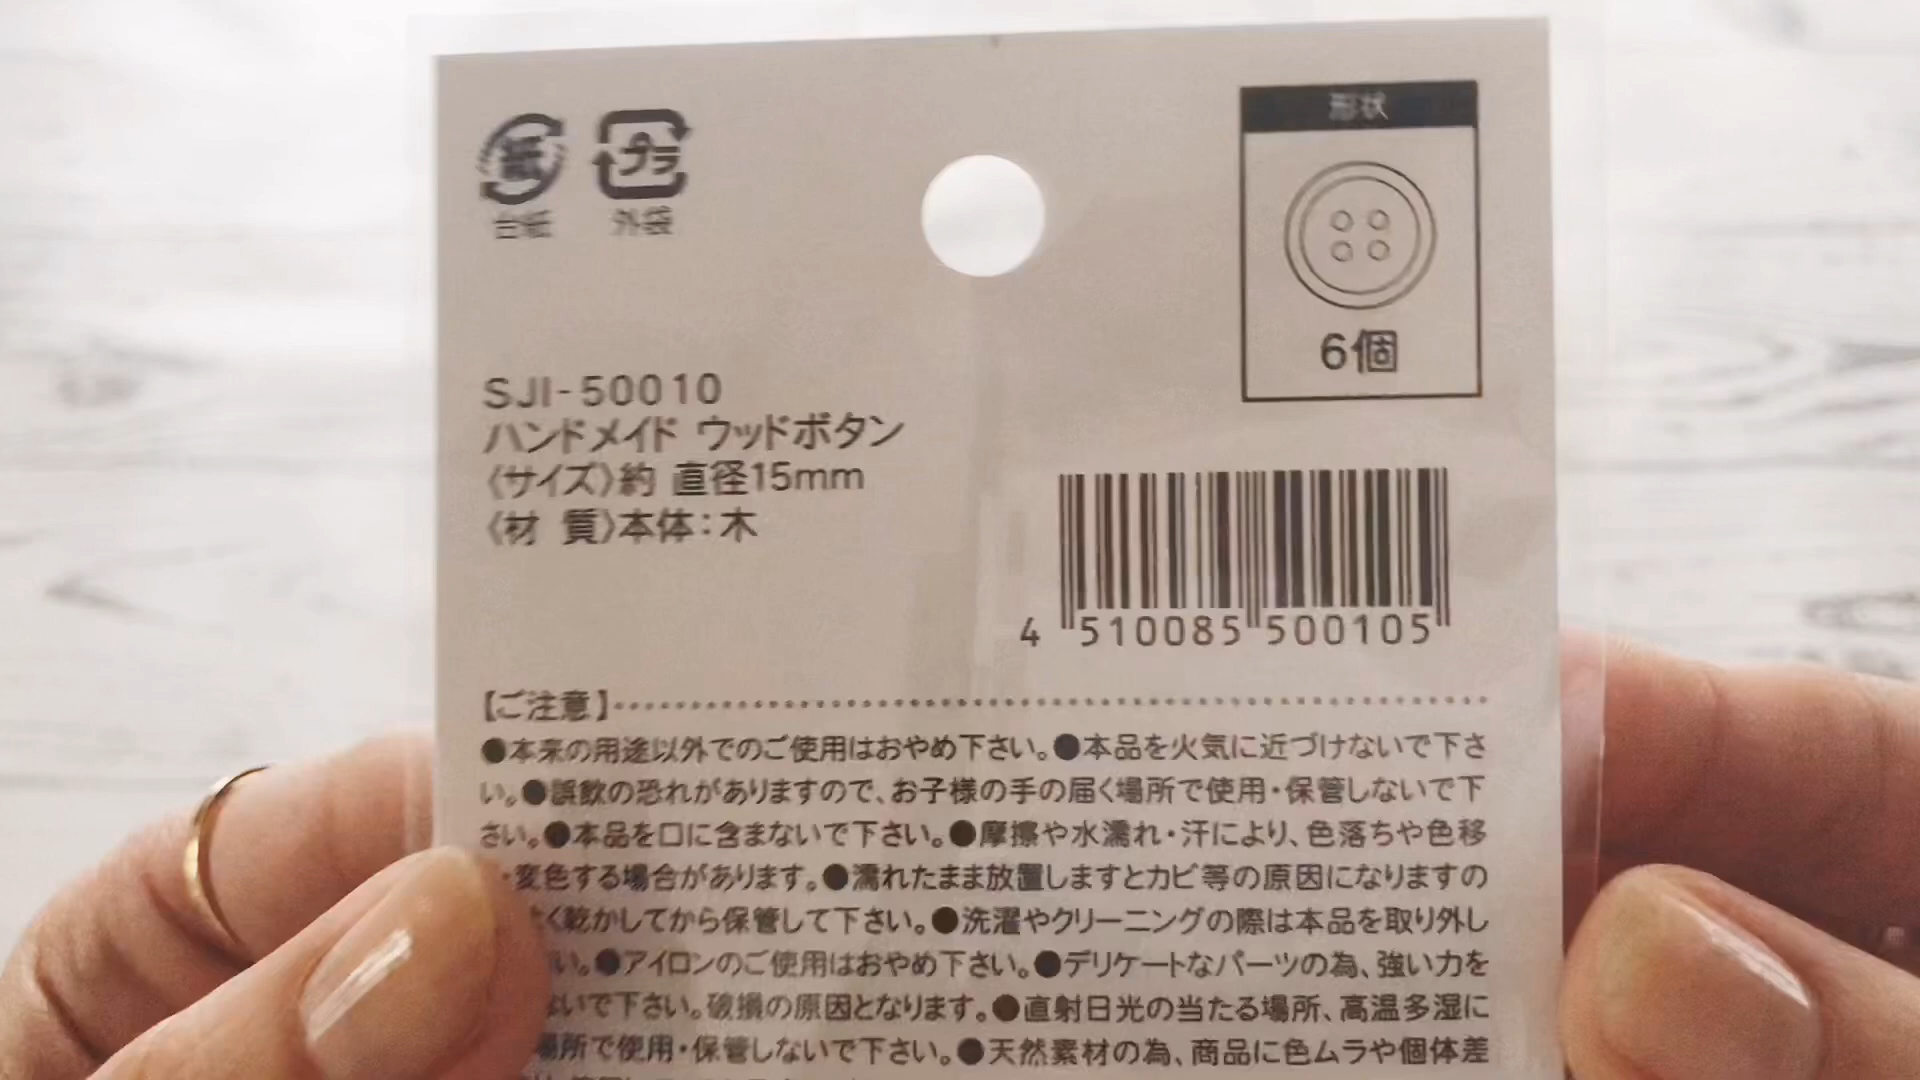 紙 プラ
台紙 外袋
形状
6個
SJI-50010
ハンドメイド ウッドボタン
〈サイズ〉約 直径15mm
〈材 質〉本体：木
4 510085 500105
【ご注意】
●本来の用途以外でのご使用はおやめ下さい。●本品を火気に近づけないで下さ
い。●誤飲の恐れがありますので、お子様の手の届く場所で使用・保管しないで下
さい。●本品を口に含まないで下さい。●摩擦や水濡れ・汗により、色落ちや色移
・変色する場合があります。●濡れたまま放置しますとカビ等の原因になりますの
く乾かしてから保管して下さい。●洗濯やクリーニングの際は本品を取り外し
い。●アイロンのご使用はおやめ下さい。●デリケートなパーツの為、強い力を
ないで下さい。破損の原因となります。●直射日光の当たる場所、高温多湿に
場所で使用・保管しないで下さい。●天然素材の為、商品に色ムラや個体差